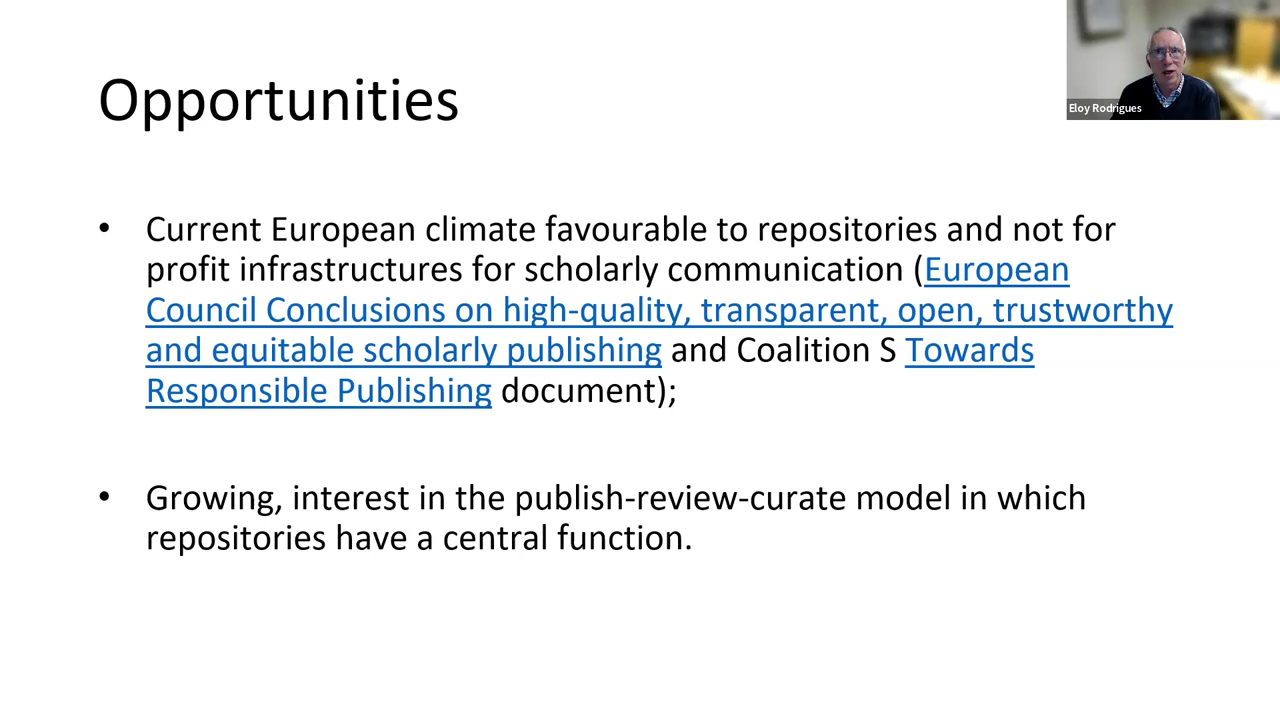 Opportunities
Eloy Rodrigues
• Current European climate favourable to repositories and not for
profit infrastructures for scholarly communication (European
Council Conclusions on high-quality, transparent, open, trustworthy
and equitable scholarly publishing and Coalition S Towards
Responsible Publishing document);
• Growing, interest in the publish-review-curate model in which
repositories have a central function.